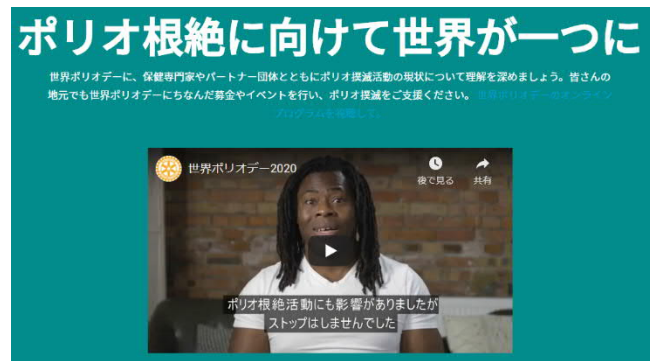 ポリオ根絶に向けて世界が一つに
世界ポリオデーに、保健専門家やパートナー団体とともにポリオ撲滅活動の現状について理解を深めましょう。皆さんの
地元でも世界ポリオデーにちなんだ募金やイベントを行い、ポリオ撲滅をご支援ください。 世界ポリオデーのオンライン
プログラムを視聴して。
世界ポリオデー2020
後で見る 共有
ポリオ根絶活動にも影響がありましたが
ストップはしませんでした